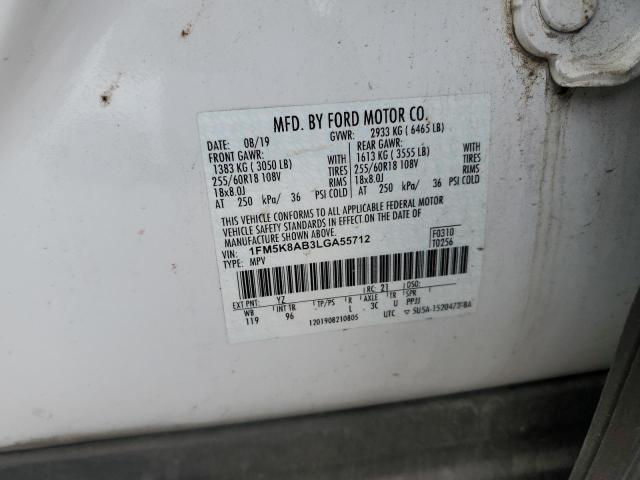 MFD. BY FORD MOTOR CO.
DATE: 08/19 GVWR: 2933 KG ( 6465 LB)
FRONT GAWR: REAR GAWR:
1383 KG ( 3050 LB) WITH 1613 KG ( 3555 LB) WITH
255/60R18 108V TIRES 255/60R18 108V TIRES
18x8.0J RIMS 18x8.0J RIMS
AT 250 kPa/ 36 PSI COLD AT 250 kPa/ 36 PSI COLD
THIS VEHICLE CONFORMS TO ALL APPLICABLE FEDERAL MOTOR
VEHICLE SAFETY STANDARDS IN EFFECT ON THE DATE OF
MANUFACTURE SHOWN ABOVE.
VIN: 1FM5K8AB3LGA55712 F0310
TYPE: MPV T0256
EXT PNT: YZ RC: 21 DSO:
WB INT TR TP/PS R AXLE TR SPR
119 96 L 3C U PPJJ
1201908210805 UTC